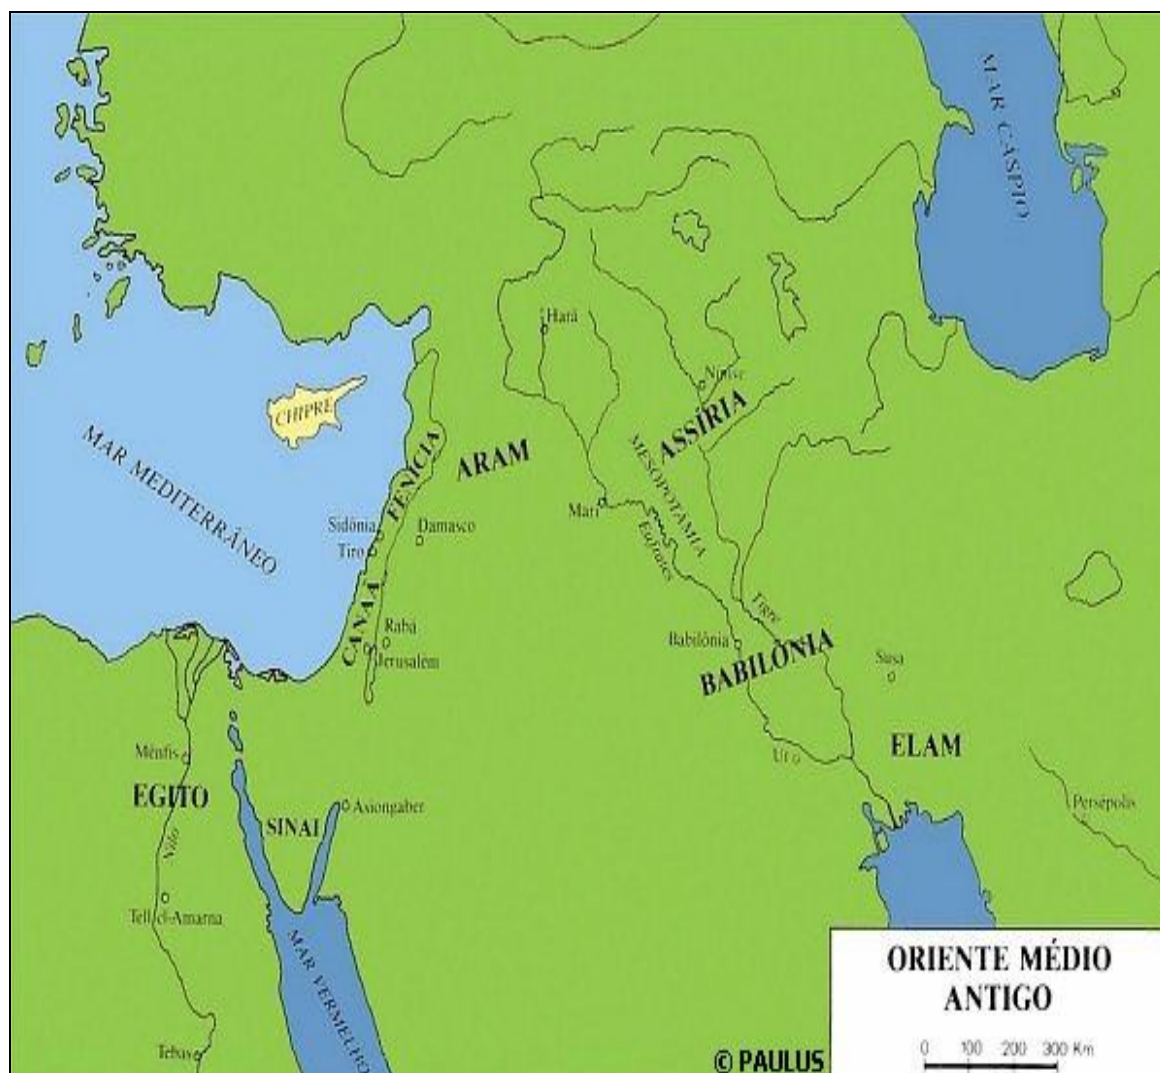 MAR CASPIO
Hará
Nínive
CHIPRE
ASSÍRIA
MAR MEDITERRÂNEO
FENÍCIA
ARAM
MESOPOTAMIA
Mari
Sidônia
Damasco
Tiro
Eufrates
CANAÃ
Tigre
Rabá
Babilônia
Jerusalém
BABILÔNIA
Susa
Mênfis
Ur
ELAM
EGITO
Asiongaber
Persépolis
SINAI
Nilo
Tell el-Amarna
MAR VERMELHO
ORIENTE MÉDIO
ANTIGO
Tebas
© PAULUS
0 100 200 300 Km